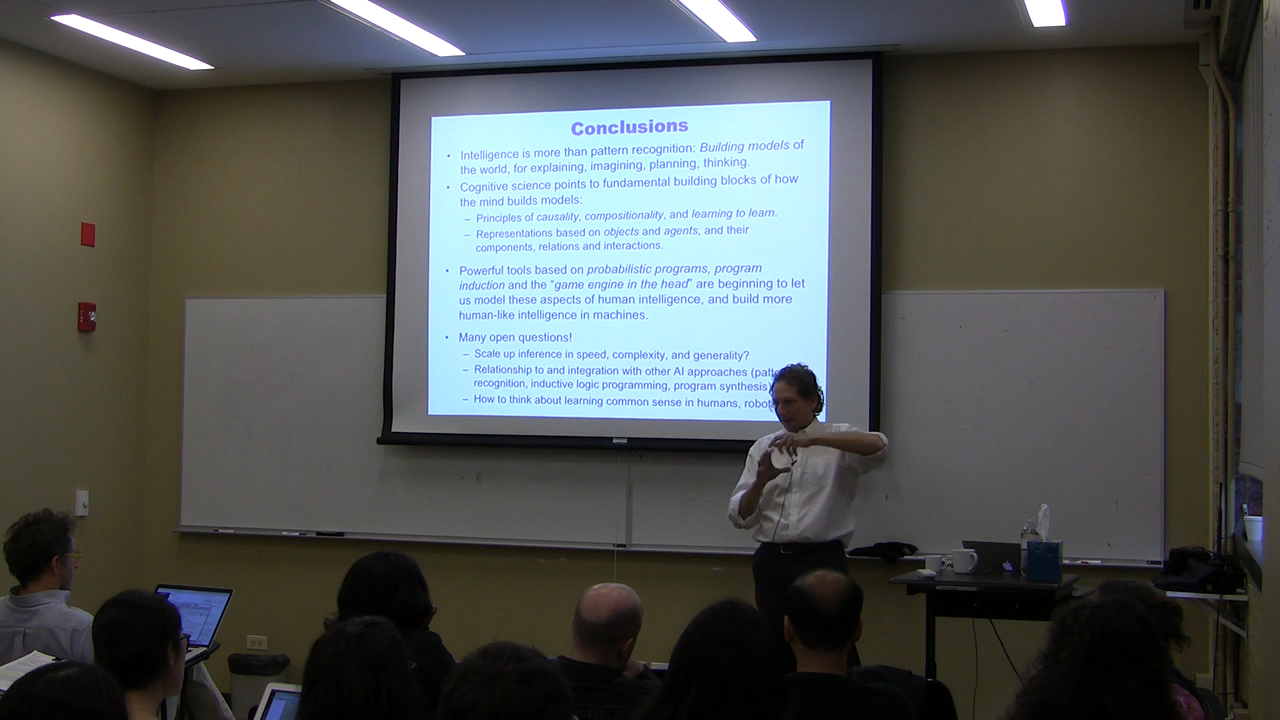 Conclusions
• Intelligence is more than pattern recognition: Building models of
the world, for explaining, imagining, planning, thinking.
• Cognitive science points to fundamental building blocks of how
the mind builds models:
– Principles of causality, compositionality, and learning to learn.
– Representations based on objects and agents, and their
components, relations and interactions.
• Powerful tools based on probabilistic programs, program
induction and the "game engine in the head" are beginning to let
us model these aspects of human intelligence, and build more
human-like intelligence in machines.
• Many open questions!
– Scale up inference in speed, complexity, and generality?
– Relationship to and integration with other AI approaches
recognition, inductive logic programming, program synthesis)
– How to think about learning common sense in humans,